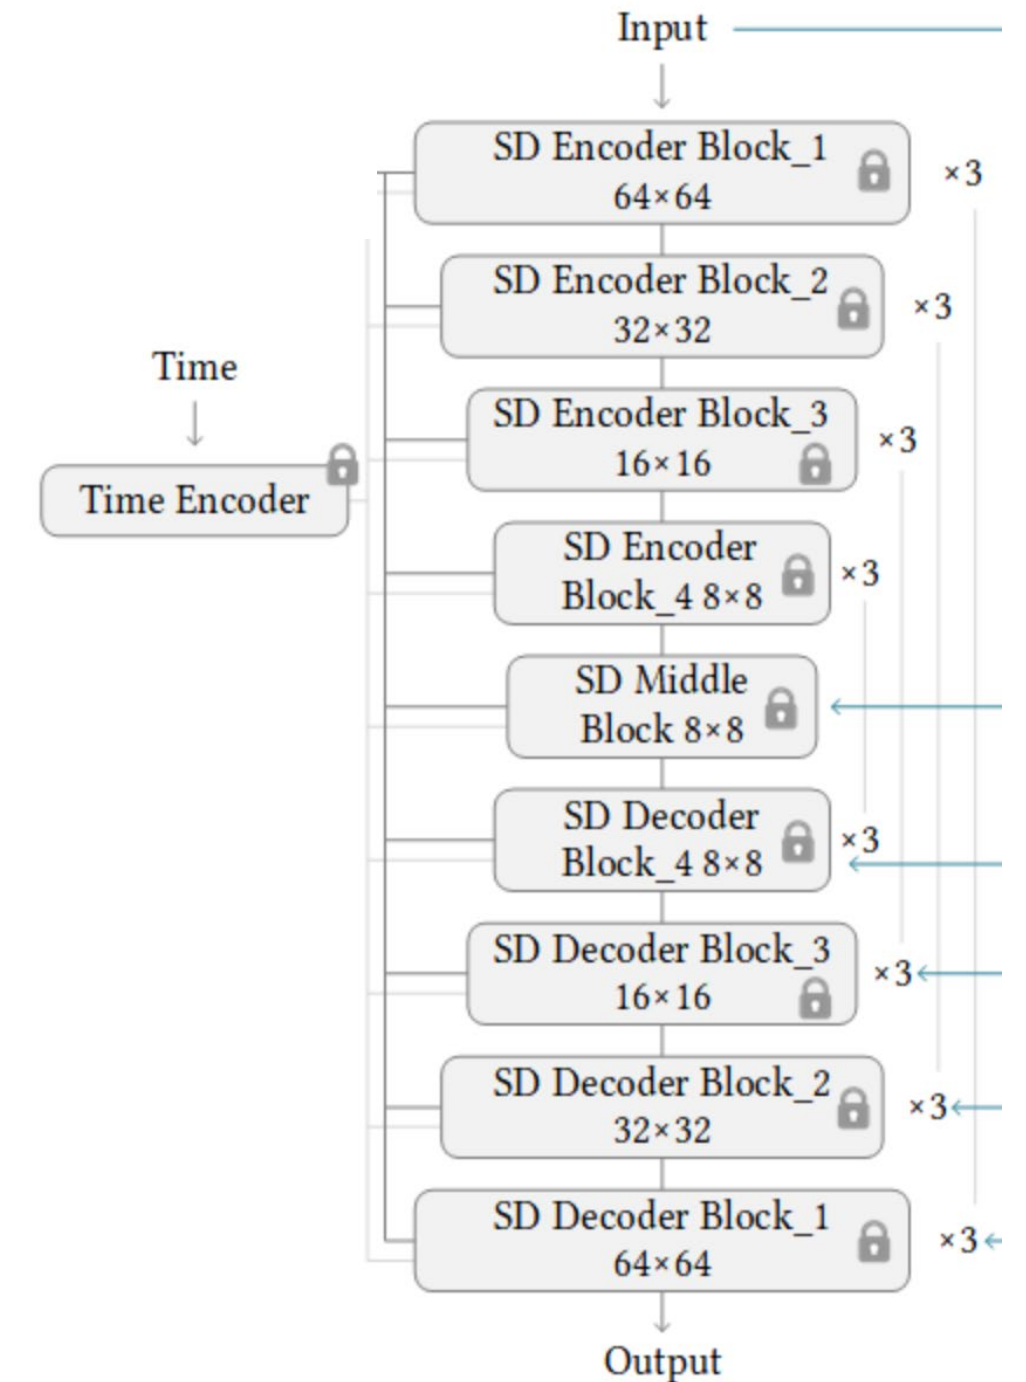 Input
SD Encoder Block_1
64×64
×3
SD Encoder Block_2
32×32
×3
Time
SD Encoder Block_3
16×16
×3
Time Encoder
SD Encoder
Block_4 8×8
×3
SD Middle
Block 8×8
SD Decoder
Block_4 8×8
×3
SD Decoder Block_3
16×16
×3
SD Decoder Block_2
32×32
×3
SD Decoder Block_1
64×64
×3
Output